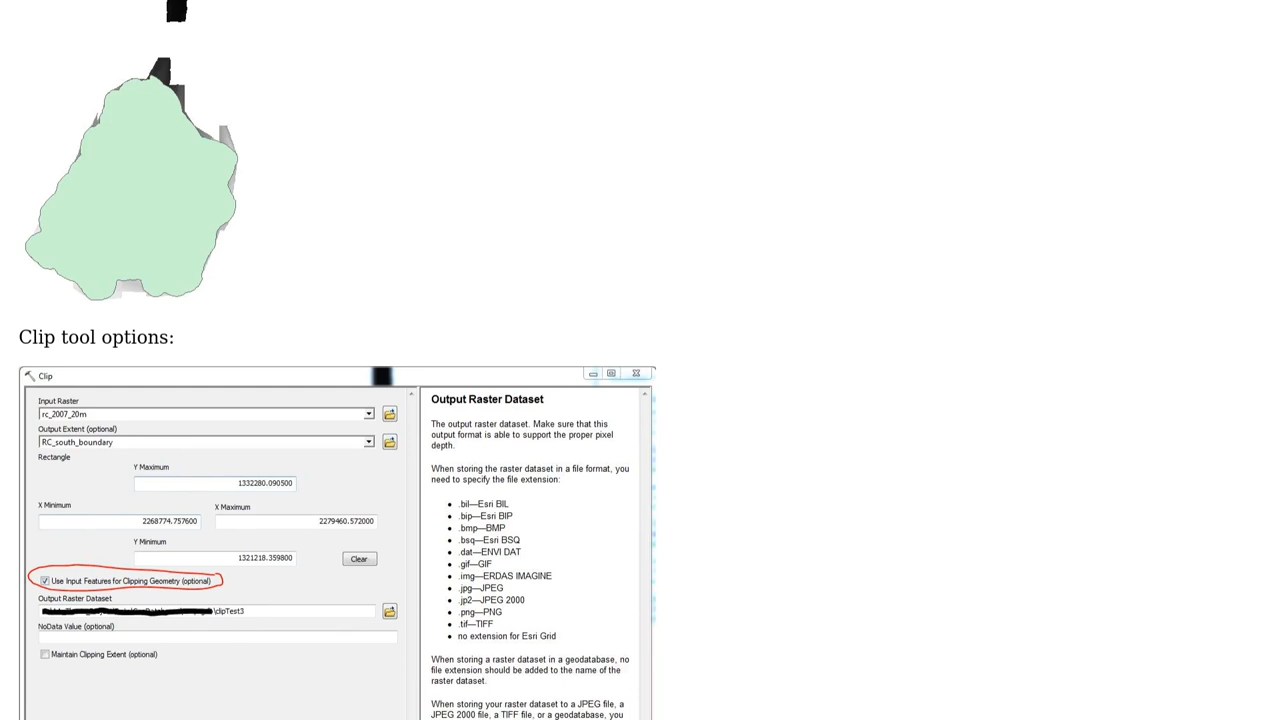 Clip tool options:
Clip
Input Raster
rc_2007_20m
Output Extent (optional)
RC_south_boundary
Rectangle
Y Maximum
1332280.090500
X Minimum
X Maximum
2268774.757600
2279460.572000
Y Minimum
1321218.359800
Clear
Use Input Features for Clipping Geometry (optional)
Output Raster Dataset
\clipTest3
NoData Value (optional)
Maintain Clipping Extent (optional)
Output Raster Dataset
The output raster dataset. Make sure that this
output format is able to support the proper pixel
depth.
When storing the raster dataset in a file format, you
need to specify the file extension:
• .bil—Esri BIL
• .bip—Esri BIP
• .bmp—BMP
• .bsq—Esri BSQ
• .dat—ENVI DAT
• .gif—GIF
• .img—ERDAS IMAGINE
• .jpg—JPEG
• .jp2—JPEG 2000
• .png—PNG
• .tif—TIFF
• no extension for Esri Grid
When storing a raster dataset in a geodatabase, no
file extension should be added to the name of the
raster dataset.
When storing your raster dataset to a JPEG file, a
JPEG 2000 file, a TIFF file, or a geodatabase, you